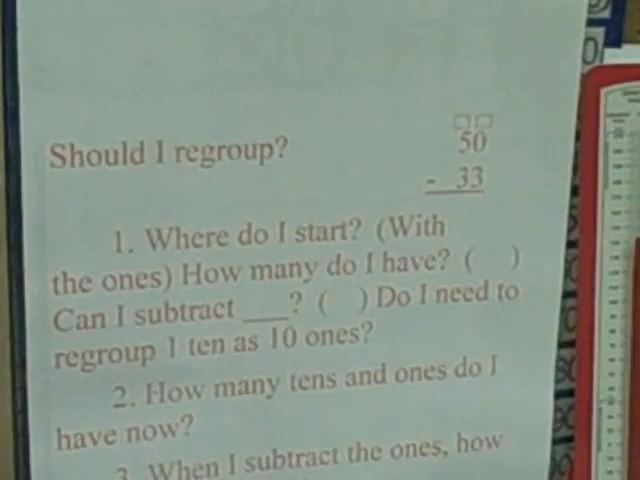 Should I regroup?
50
- 33
1. Where do I start? (With
the ones) How many do I have? ( )
Can I subtract ___? ( ) Do I need to
regroup 1 ten as 10 ones?
2. How many tens and ones do I
have now?
3. When I subtract the ones, how